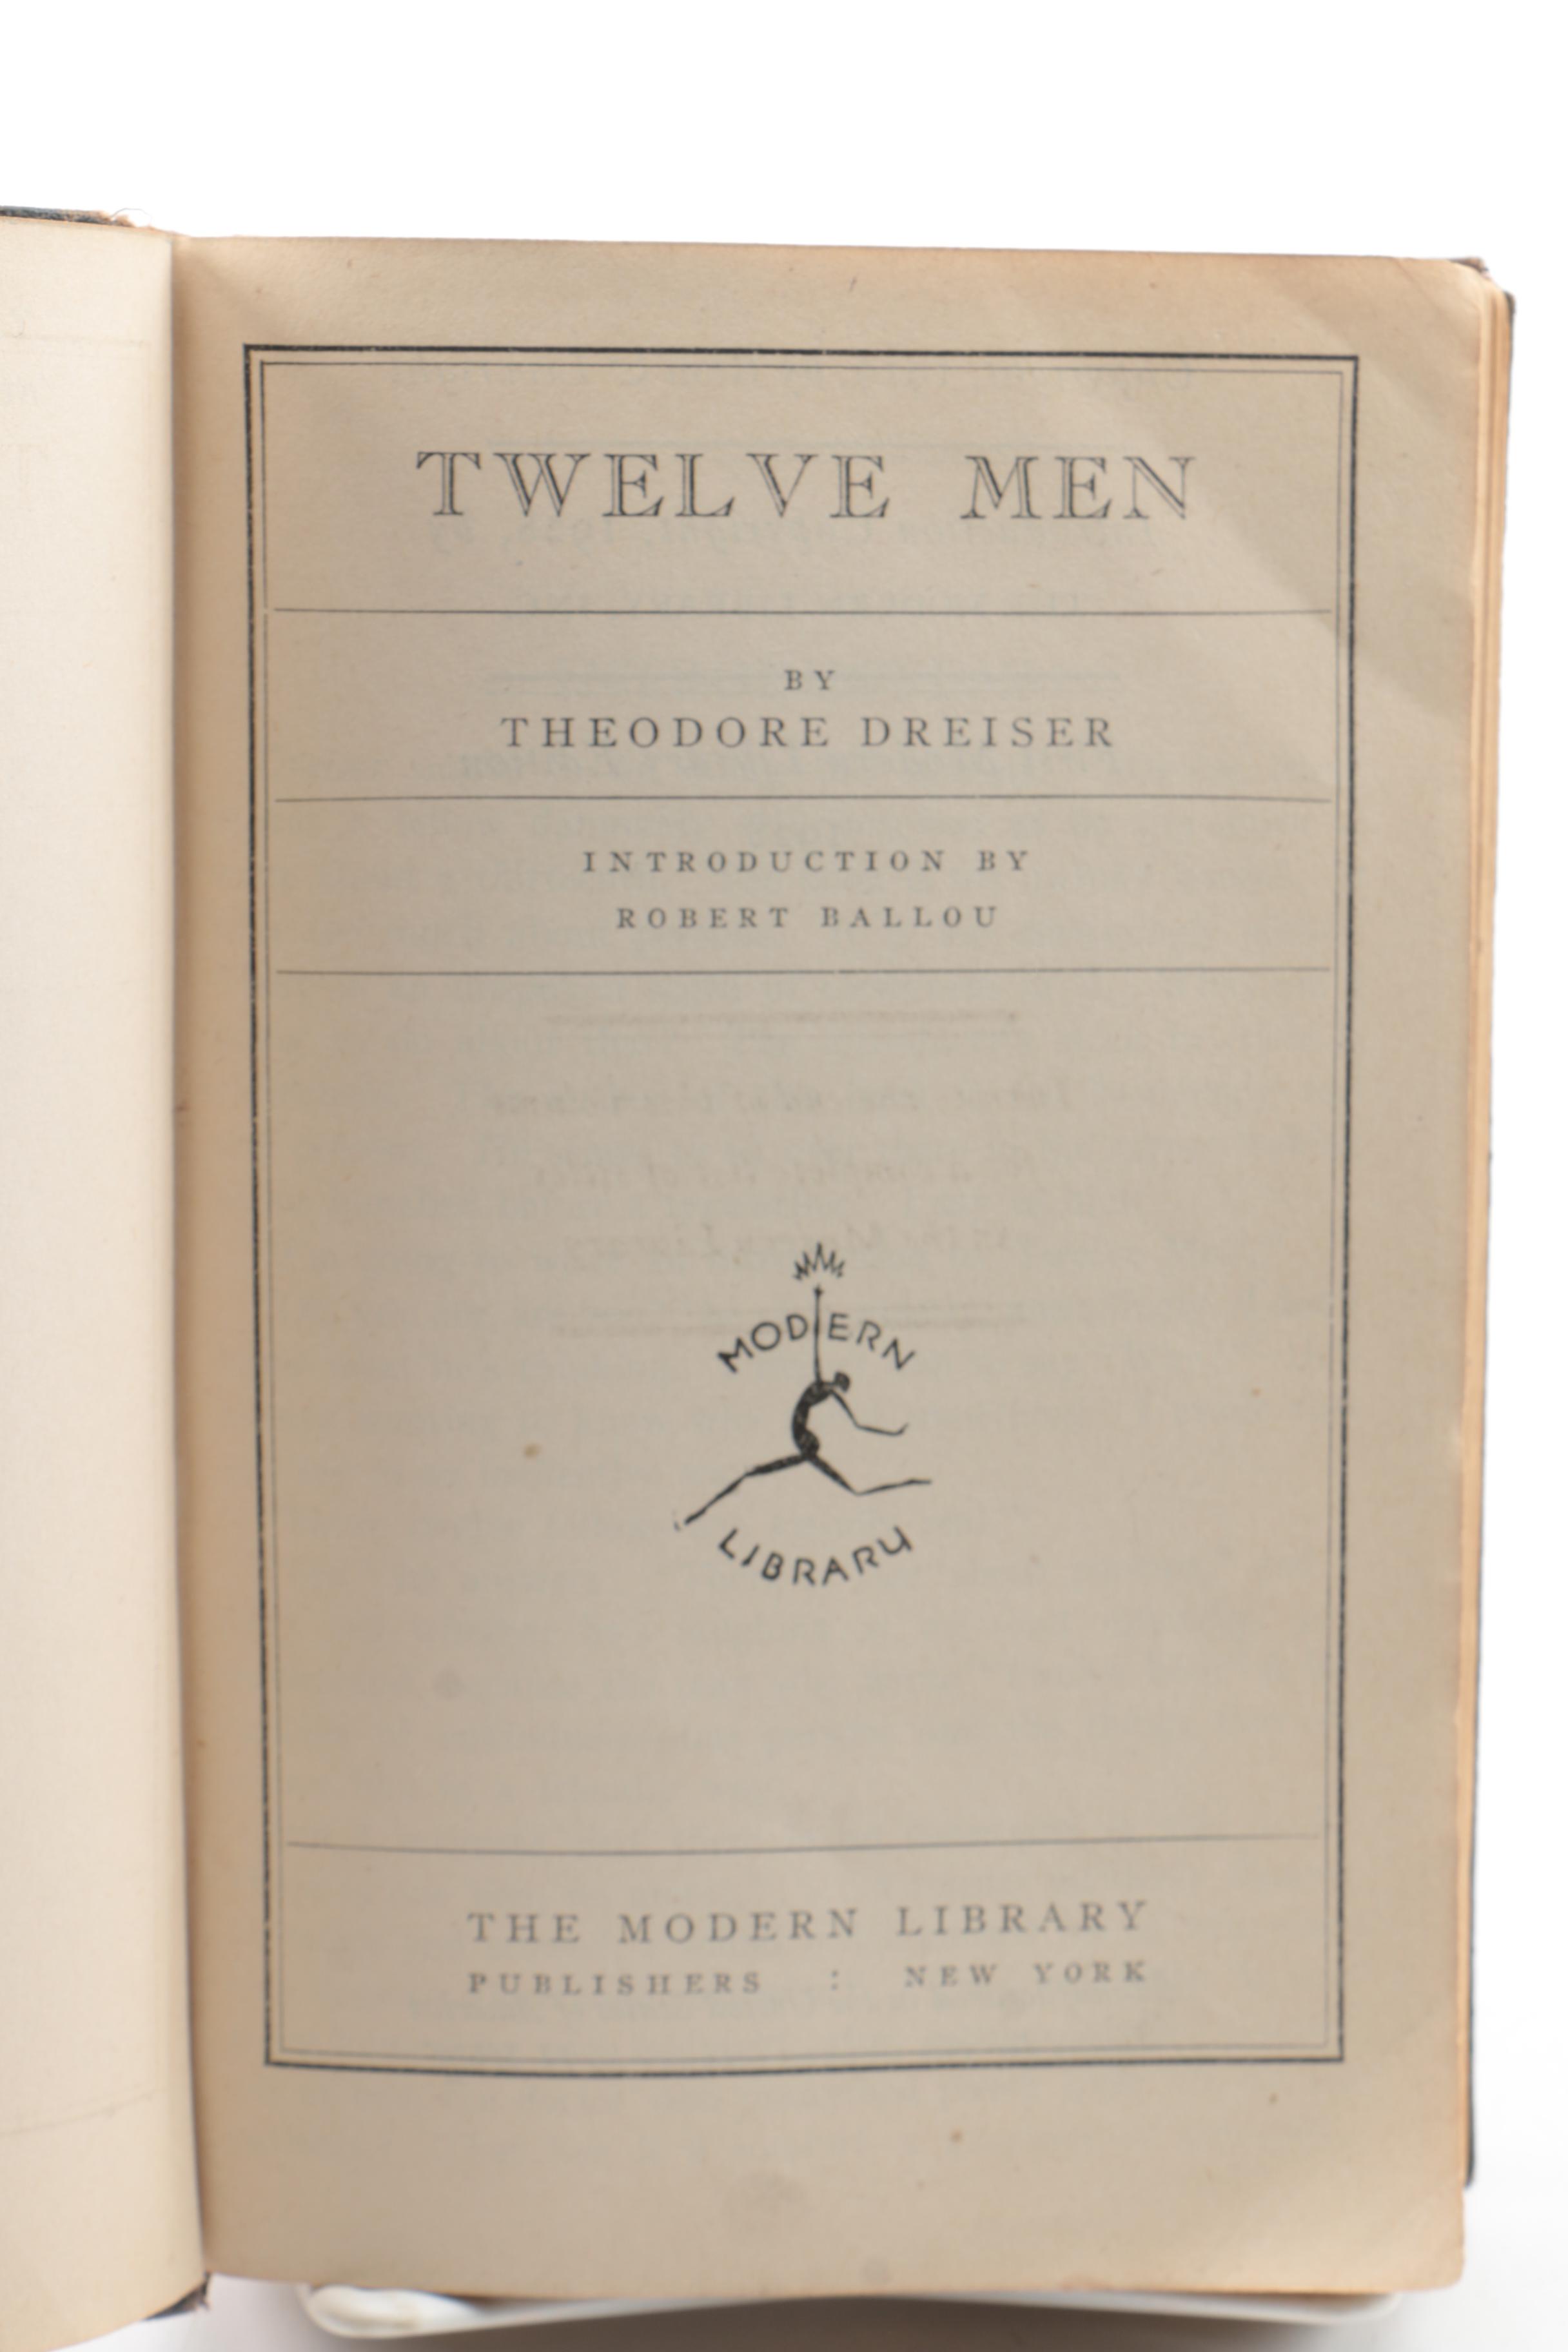 TWELVE MEN
BY
THEODORE DREISER
INTRODUCTION BY
ROBERT BALLOU
MODERN
LIBRARY
THE MODERN LIBRARY
PUBLISHERS : NEW YORK